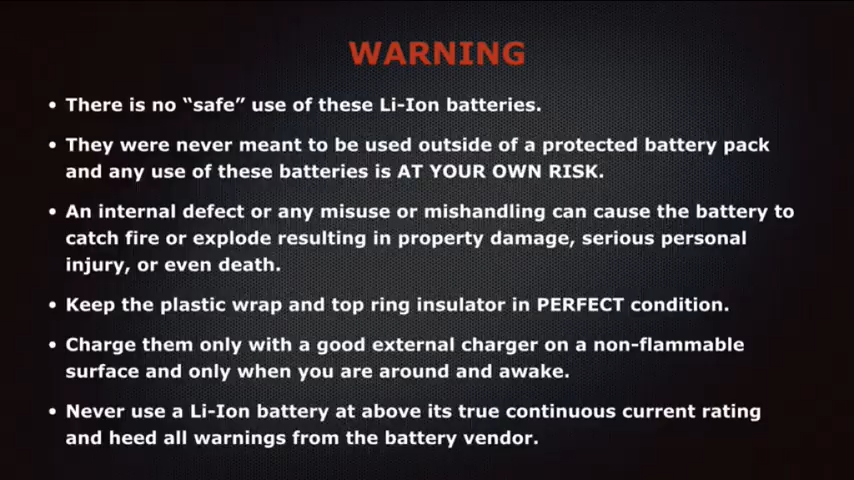 WARNING
• There is no “safe” use of these Li-Ion batteries.
• They were never meant to be used outside of a protected battery pack
and any use of these batteries is AT YOUR OWN RISK.
• An internal defect or any misuse or mishandling can cause the battery to
catch fire or explode resulting in property damage, serious personal
injury, or even death.
• Keep the plastic wrap and top ring insulator in PERFECT condition.
• Charge them only with a good external charger on a non-flammable
surface and only when you are around and awake.
• Never use a Li-Ion battery at above its true continuous current rating
and heed all warnings from the battery vendor.